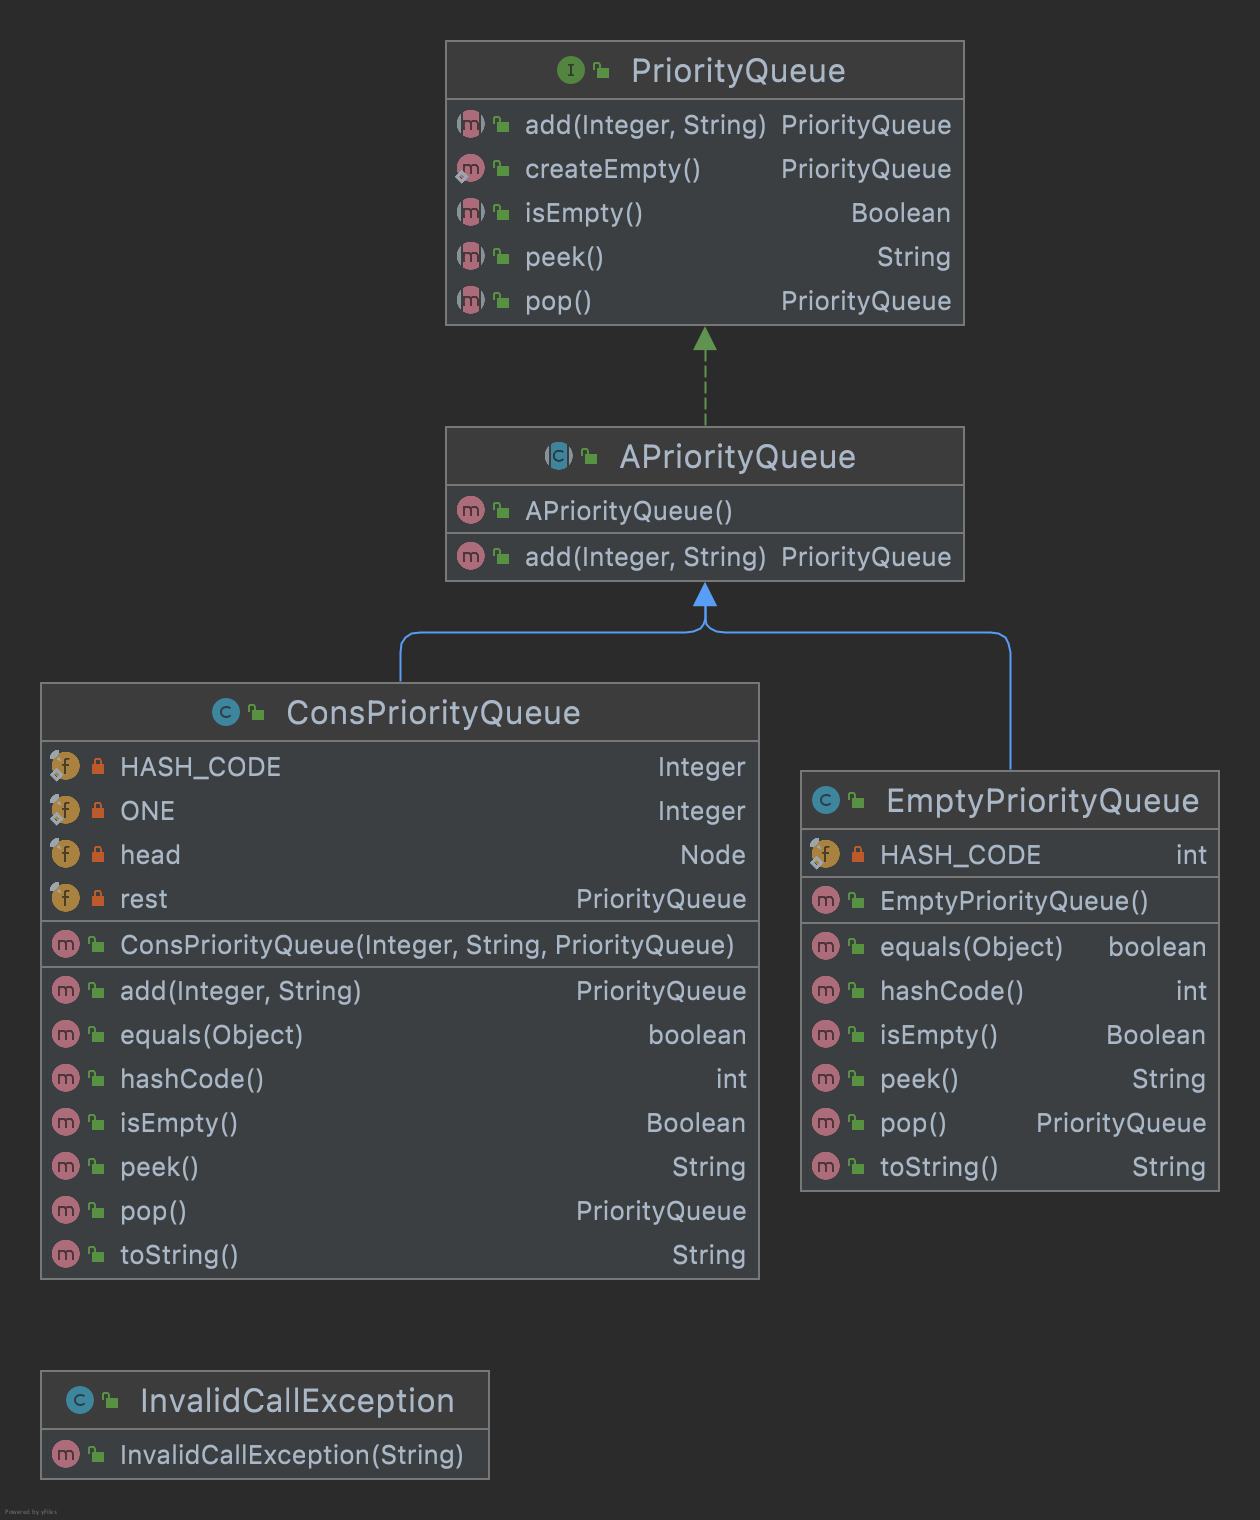 PriorityQueue
add(Integer, String) PriorityQueue
createEmpty() PriorityQueue
isEmpty() Boolean
peek() String
pop() PriorityQueue
APriorityQueue
APriorityQueue()
add(Integer, String) PriorityQueue
ConsPriorityQueue
HASH_CODE Integer
ONE Integer
head Node
rest PriorityQueue
ConsPriorityQueue(Integer, String, PriorityQueue)
add(Integer, String) PriorityQueue
equals(Object) boolean
hashCode() int
isEmpty() Boolean
peek() String
pop() PriorityQueue
toString() String
EmptyPriorityQueue
HASH_CODE int
EmptyPriorityQueue()
equals(Object) boolean
hashCode() int
isEmpty() Boolean
peek() String
pop() PriorityQueue
toString() String
InvalidCallException
InvalidCallException(String)
Powered by yFiles